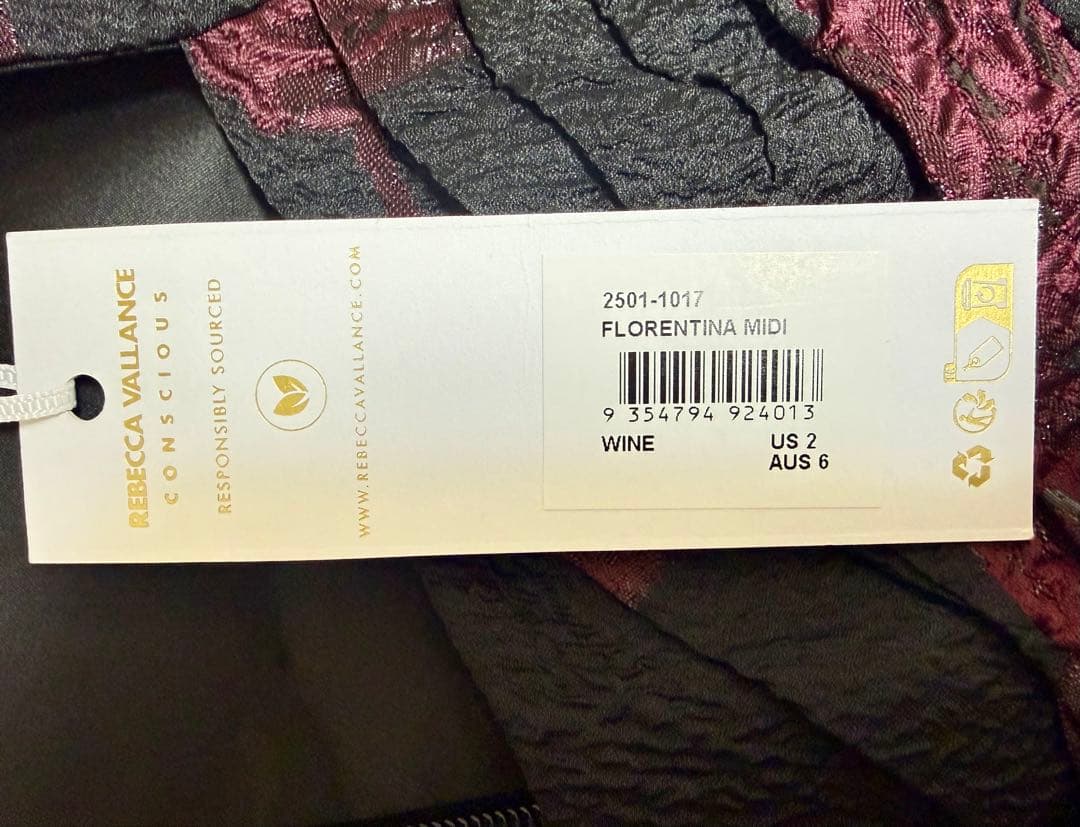 REBECCA VALLANCE
CONSCIOUS
RESPONSIBLY SOURCED
WWW.REBECCAVALLANCE.COM
2501-1017
FLORENTINA MIDI
9 354794 924013
WINE US 2
AUS 6